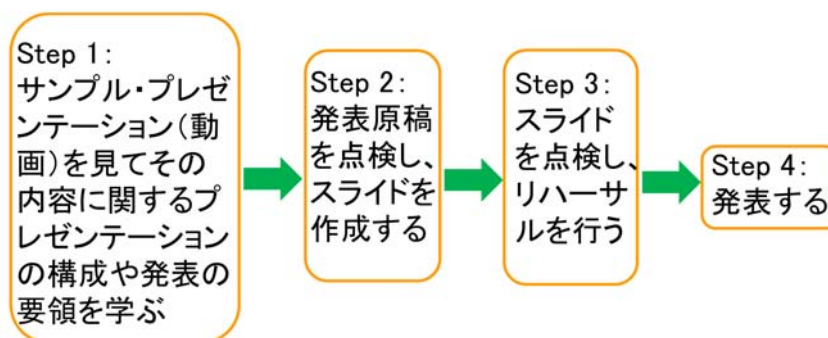 Step 1：
サンプル・プレゼ
ンテーション（動
画）を見てその
内容に関するプ
レゼンテーション
の構成や発表の
要領を学ぶ
Step 2：
発表原稿
を点検し、
スライドを
作成する
Step 3：
スライド
を点検し、
リハーサ
ルを行う
Step 4：
発表する